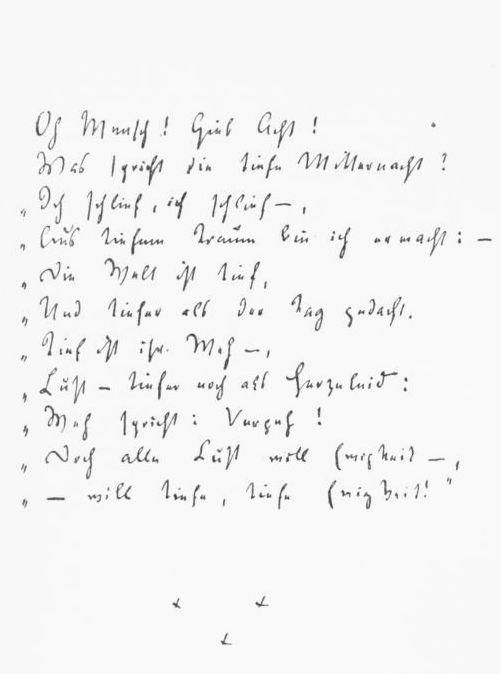 Oh Mensch! Gieb Acht!
Was spricht die tiefe Mitternacht?
„Ich schlief, ich schlief —,
„Aus tiefem Traum bin ich erwacht: —
„Die Welt ist tief,
„Und tiefer als der Tag gedacht.
„Tief ist ihr Weh —,
„Lust — tiefer noch als Herzeleid:
„Weh spricht: Vergeh!
„Doch alle Lust will Ewigkeit —,
„— will tiefe, tiefe Ewigkeit!“